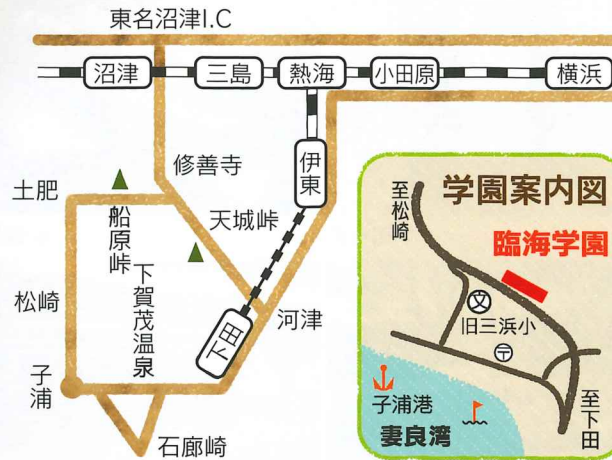 東名沼津I.C
沼津
三島
熱海
小田原
横浜
伊東
修善寺
土肥
船原峠
天城峠
松崎
下賀茂温泉
下田
河津
子浦
石廊崎
学園案内図
至松崎
臨海学園
文
旧三浜小
〒
子浦港
妻良湾
至下田